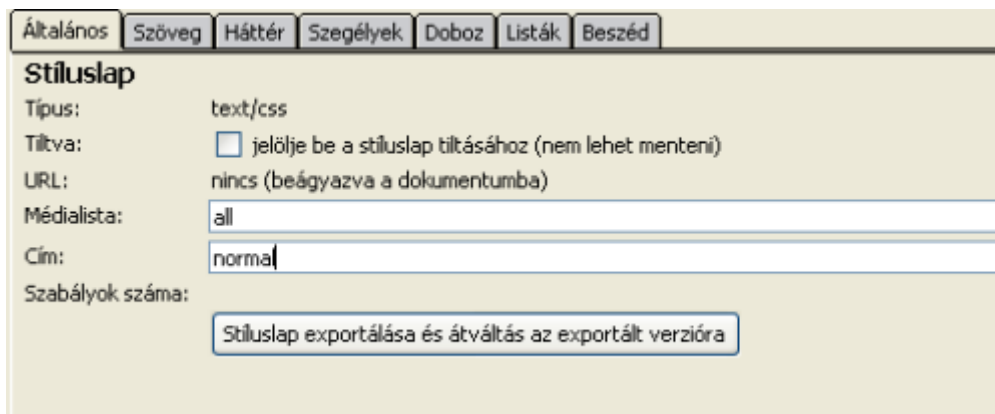 Általános Szöveg Háttér Szegélyek Doboz Listák Beszéd
Stíluslap
Típus: text/css
Tiltva: jelölje be a stíluslap tiltásához (nem lehet menteni)
URL: nincs (beágyazva a dokumentumba)
Médialista: all
Cím: normal
Szabályok száma:
Stíluslap exportálása és átváltás az exportált verzióra